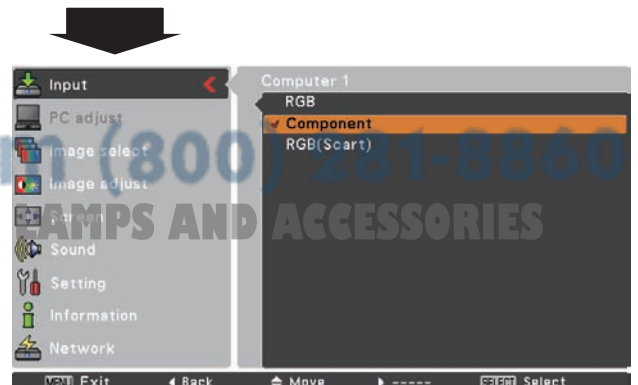 Input
Computer 1
RGB
PC adjust
Component
Image select
RGB(Scart)
m (800) 281-8860
Image adjust
Screen
LAMPS AND ACCESSORIES
Sound
Setting
Information
Network
MENU Exit ◀ Back Move ▶ ----- SELECT Select